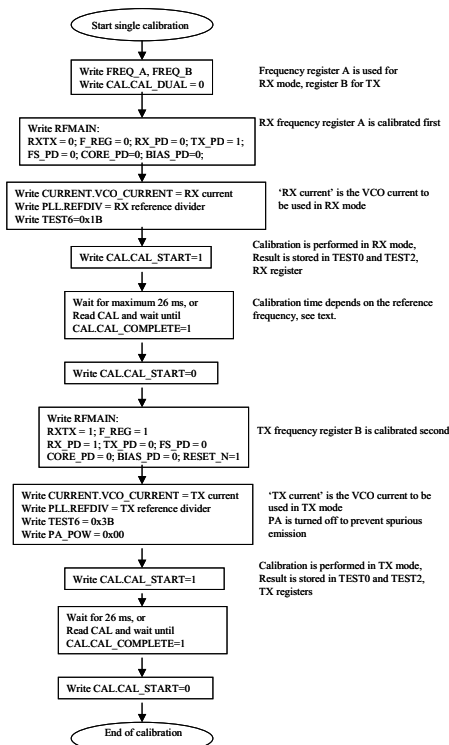 Start single calibration
Write FREQ_A, FREQ_B
Write CAL.CAL_DUAL = 0
Frequency register A is used for
RX mode, register B for TX
Write RFMAIN:
RXTX = 0; F_REG = 0; RX_PD = 0; TX_PD = 1;
FS_PD = 0; CORE_PD=0; BIAS_PD=0;
RX frequency register A is calibrated first
Write CURRENT.VCO_CURRENT = RX current
Write PLL.REFDIV = RX reference divider
Write TEST6=0x1B
‘RX current’ is the VCO current to
be used in RX mode
Write CAL.CAL_START=1
Calibration is performed in RX mode,
Result is stored in TEST0 and TEST2,
RX register
Wait for maximum 26 ms, or
Read CAL and wait until
CAL.CAL_COMPLETE=1
Calibration time depends on the reference
frequency, see text.
Write CAL.CAL_START=0
Write RFMAIN:
RXTX = 1; F_REG = 1
RX_PD = 1; TX_PD = 0; FS_PD = 0
CORE_PD = 0; BIAS_PD = 0; RESET_N=1
TX frequency register B is calibrated second
Write CURRENT.VCO_CURRENT = TX current
Write PLL.REFDIV = TX reference divider
Write TEST6 = 0x3B
Write PA_POW = 0x00
‘TX current’ is the VCO current to be
used in TX mode
PA is turned off to prevent spurious
emission
Write CAL.CAL_START=1
Calibration is performed in TX mode,
Result is stored in TEST0 and TEST2,
TX registers
Wait for 26 ms, or
Read CAL and wait until
CAL.CAL_COMPLETE=1
Write CAL.CAL_START=0
End of calibration